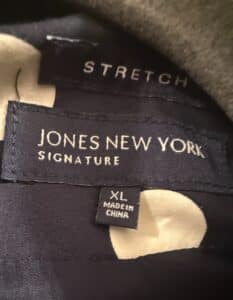 STRETCH
JONES NEW YORK
SIGNATURE
XL
MADE IN
CHINA